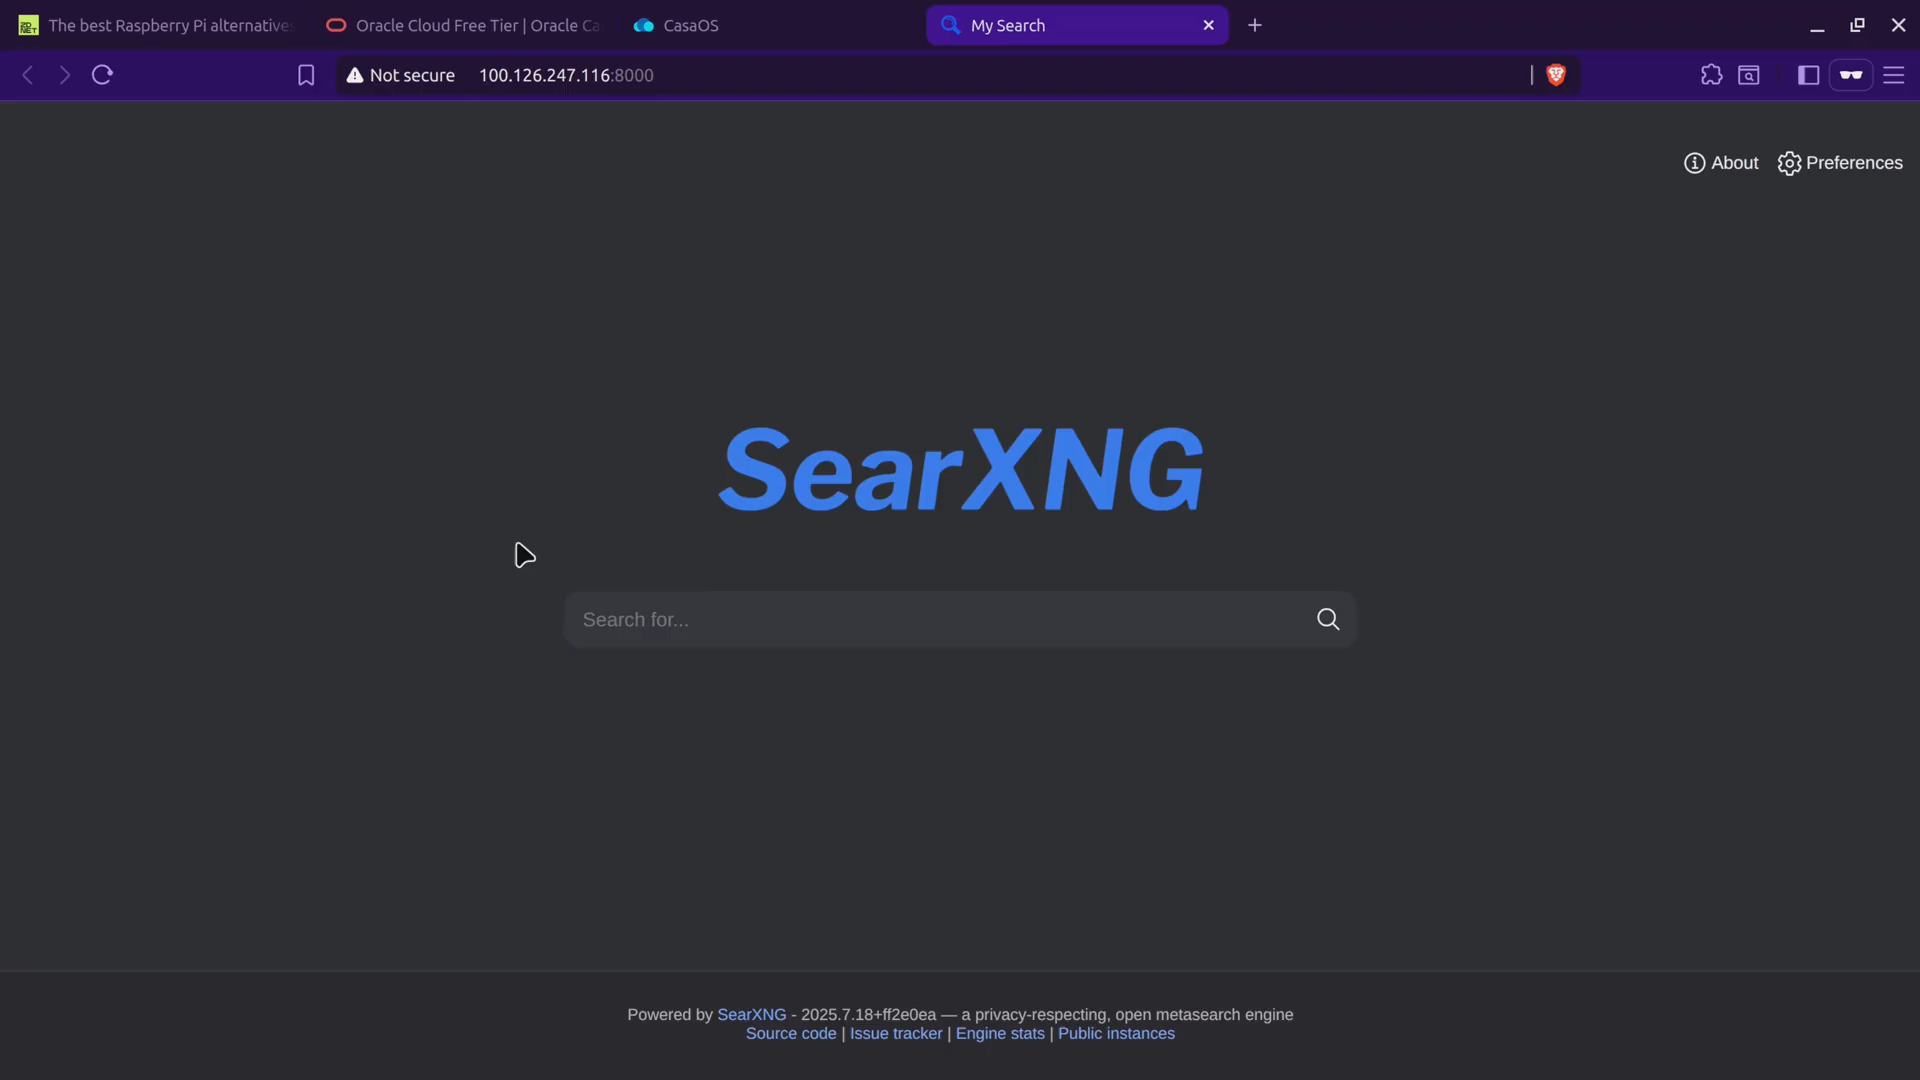 The best Raspberry Pi alternatives
Oracle Cloud Free Tier | Oracle Ca
CasaOS
My Search
Not secure
100.126.247.116:8000
About
Preferences
SearXNG
Search for...
Powered by SearXNG - 2025.7.18+ff2e0ea — a privacy-respecting, open metasearch engine
Source code | Issue tracker | Engine stats | Public instances